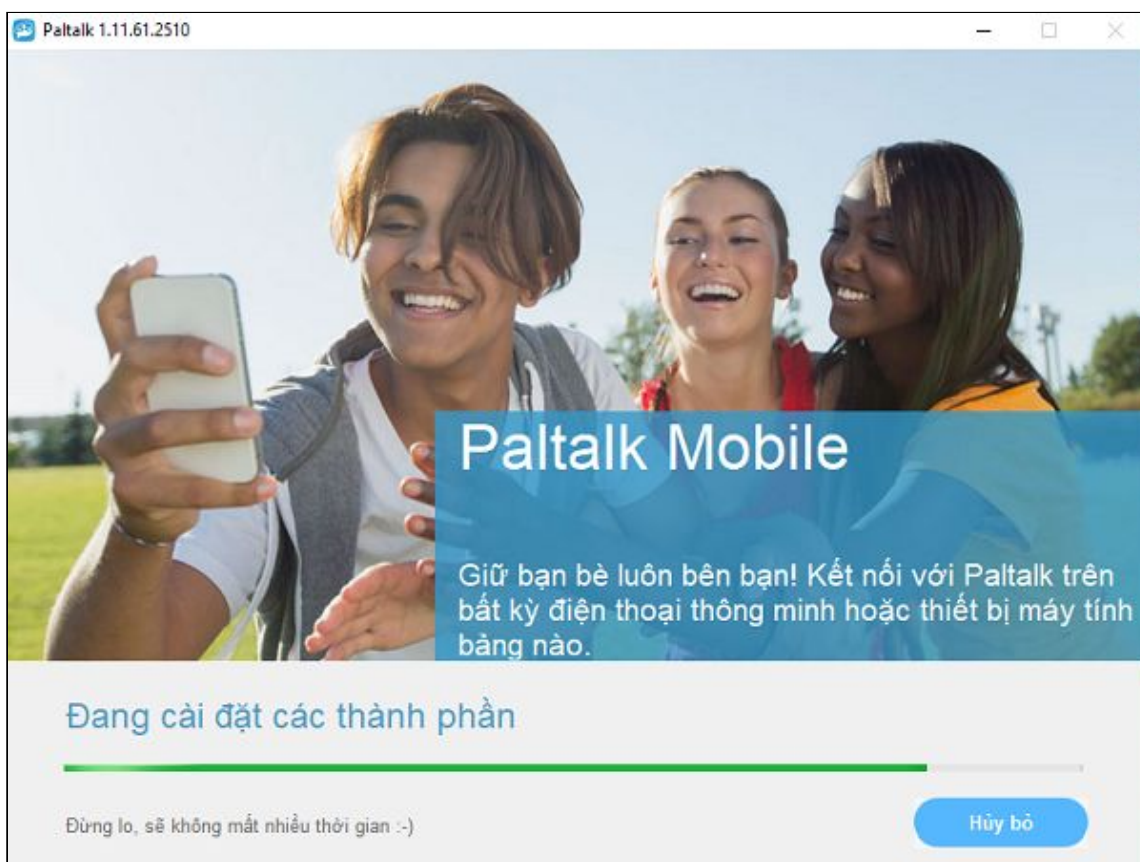 Paltalk 1.11.61.2510
Paltalk Mobile
Giữ bạn bè luôn bên bạn! Kết nối với Paltalk trên
bất kỳ điện thoại thông minh hoặc thiết bị máy tính
bảng nào.
Đang cài đặt các thành phần
Đừng lo, sẽ không mất nhiều thời gian :-)
Hủy bỏ